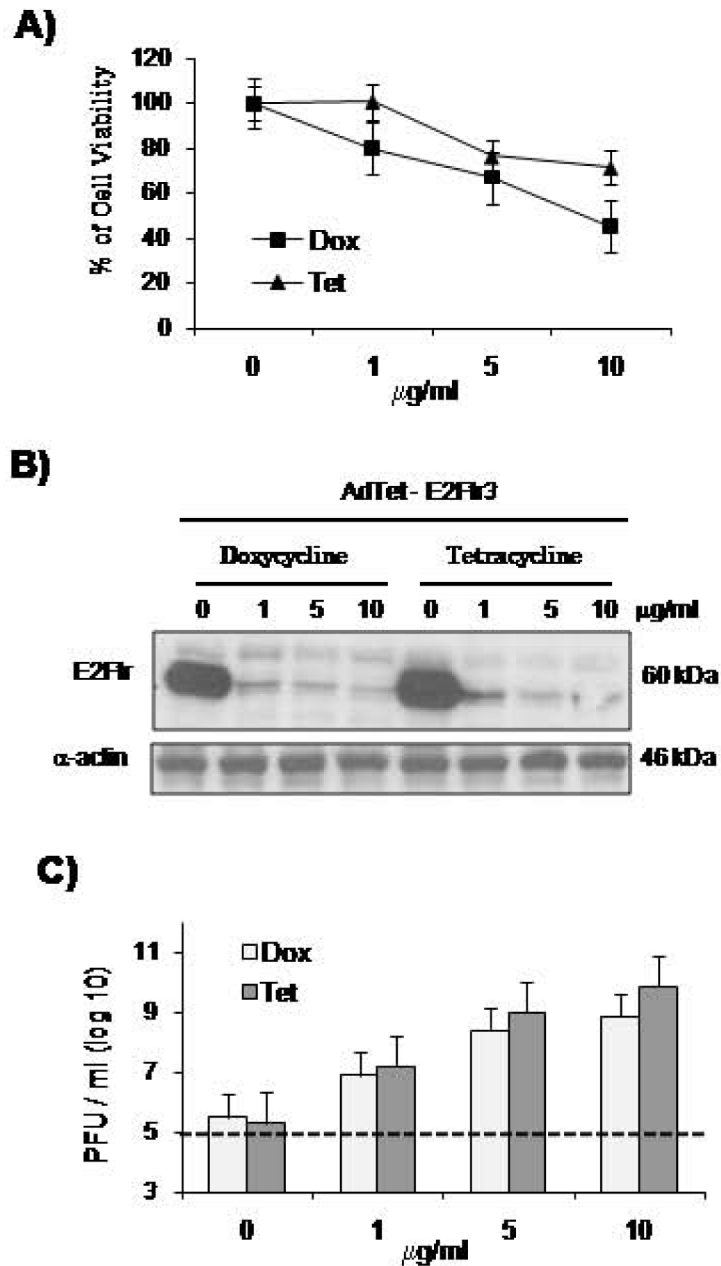 A)
% of Cell Viability
120
100
80
60
40
20
0
Dox
Tet
0 1 5 10
µg/ml
B)
AdTet - E2Ftr3
Doxycycline Tetracycline
0 1 5 10 0 1 5 10 µg/ml
E2Ftr 60 kDa
α-actin 46 kDa
C)
PFU / ml (log 10)
11
9
7
5
3
Dox
Tet
0 1 5 10
µg/ml